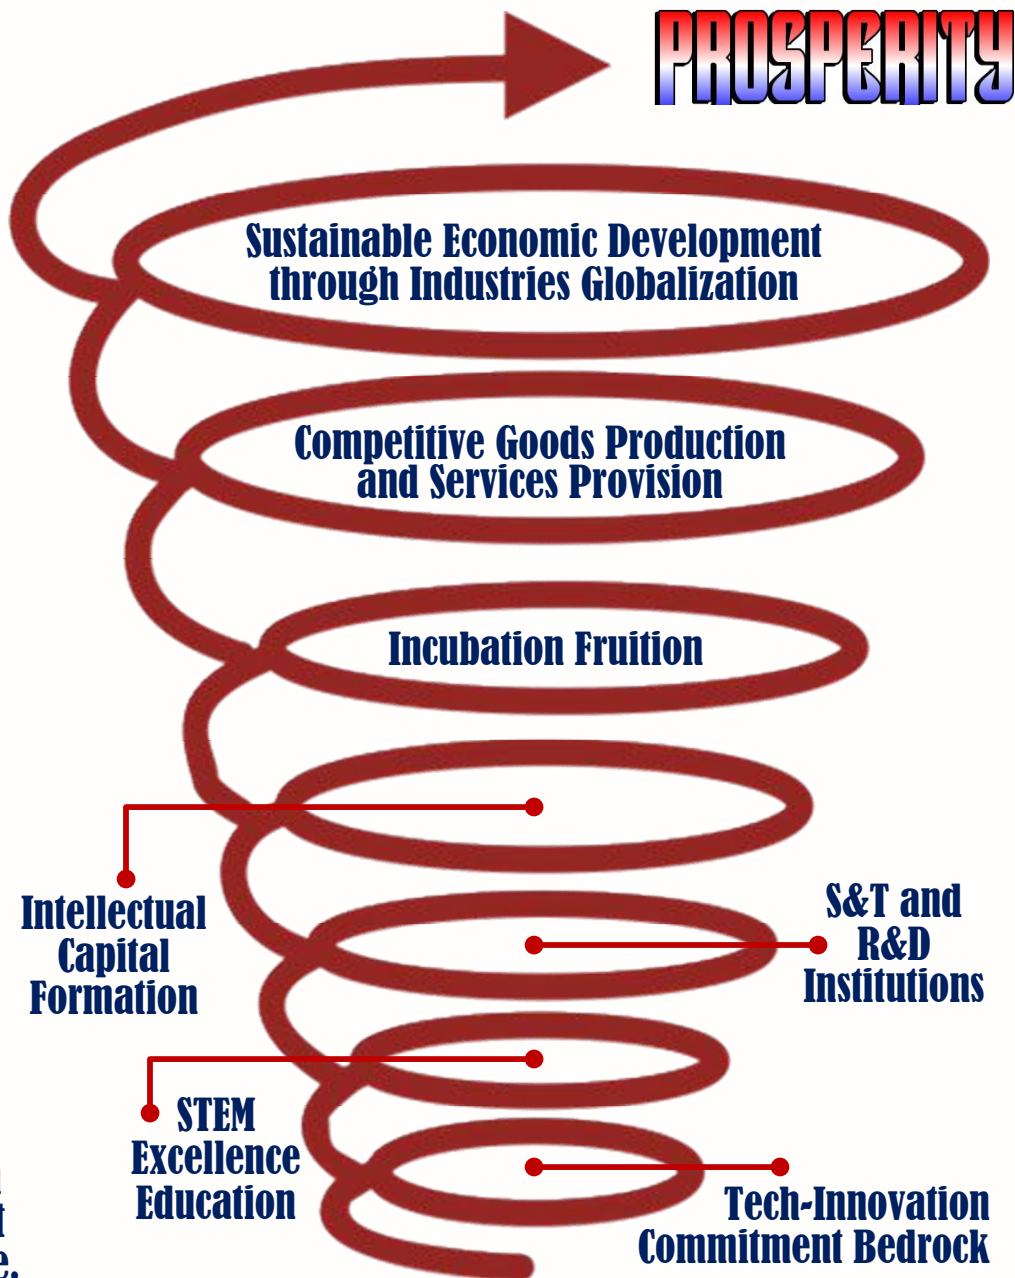 PROSPERITY
Sustainable Economic Development
through Industries Globalization
Competitive Goods Production
and Services Provision
Incubation Fruition
Intellectual
Capital
Formation
S&T and
R&D
Institutions
STEM
Excellence
Education
Tech-Innovation
Commitment Bedrock